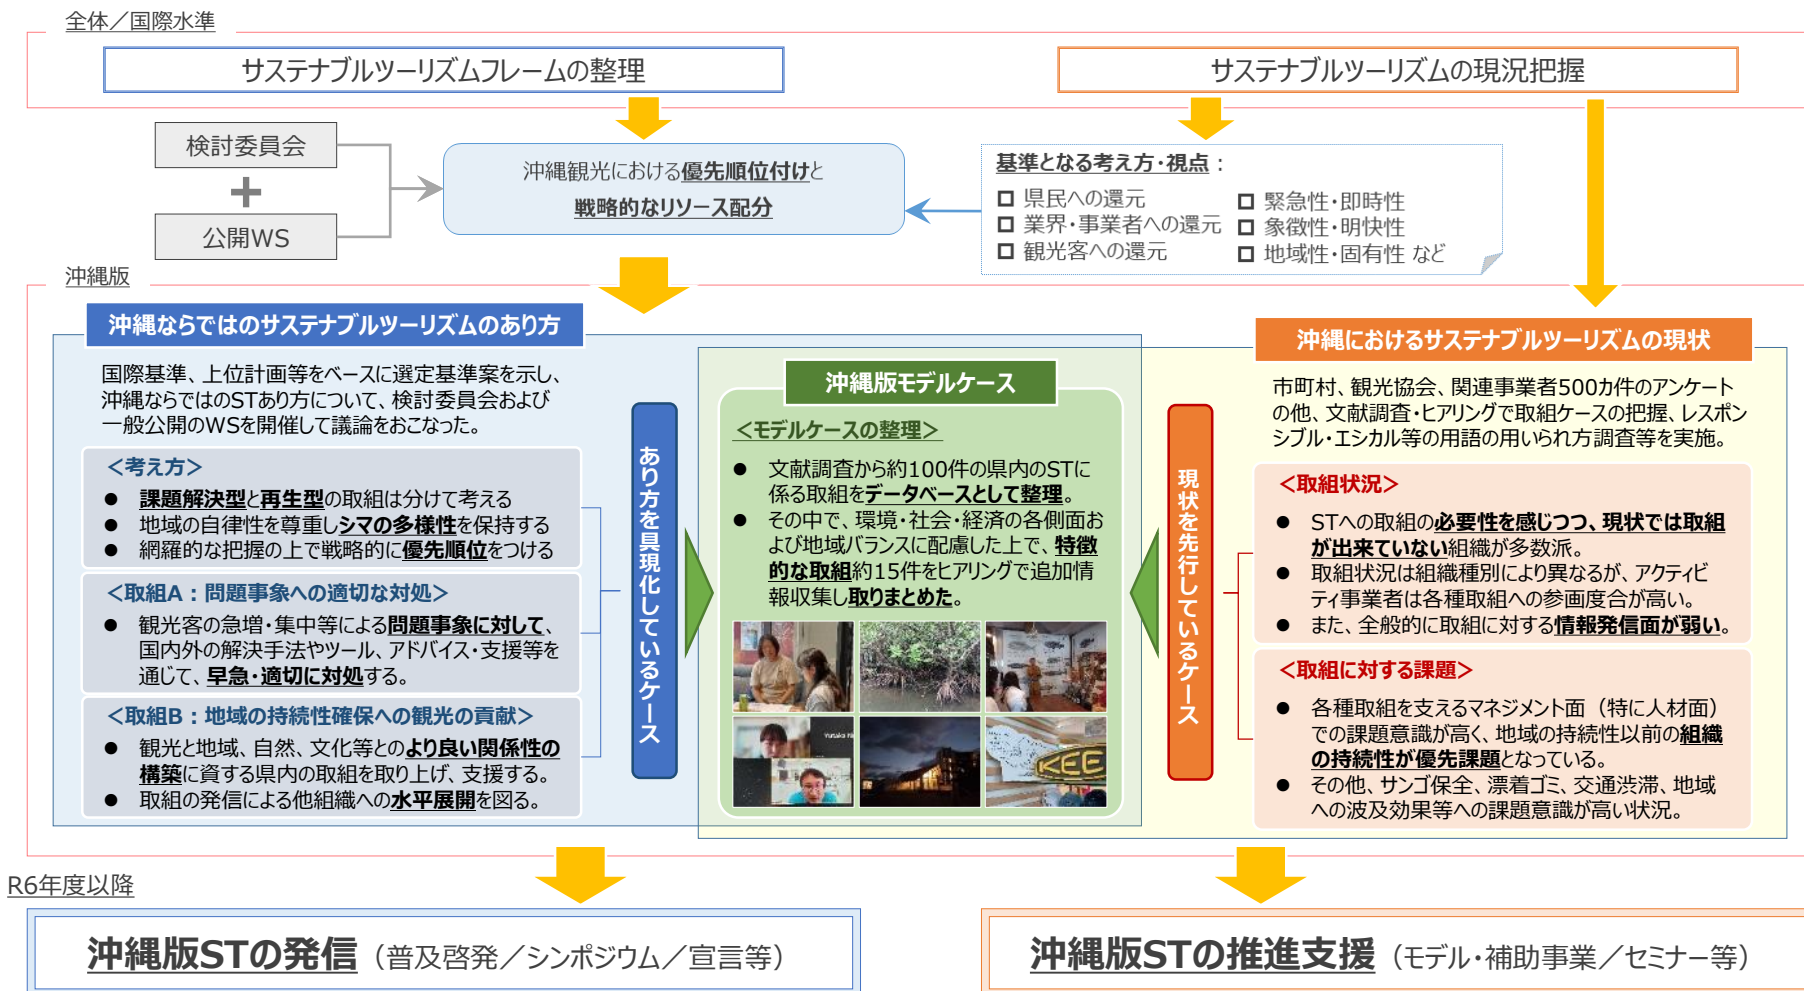 全体／国際水準
サステナブルツーリズムフレームの整理
サステナブルツーリズムの現況把握
検討委員会
＋
公開WS
沖縄観光における優先順位付けと
戦略的なリソース配分
基準となる考え方・視点：
□ 県民への還元
□ 業界・事業者への還元
□ 観光客への還元
□ 緊急性・即時性
□ 象徴性・明快性
□ 地域性・固有性 など
沖縄版
沖縄ならではのサステナブルツーリズムのあり方
国際基準、上位計画等をベースに選定基準案を示し、
沖縄ならではのSTあり方について、検討委員会および
一般公開のWSを開催して議論をおこなった。
＜考え方＞
● 課題解決型と再生型の取組は分けて考える
● 地域の自律性を尊重しシマの多様性を保持する
● 網羅的な把握の上で戦略的に優先順位をつける
＜取組A：問題事象への適切な対処＞
● 観光客の急増・集中等による問題事象に対して、
国内外の解決手法やツール、アドバイス・支援等を
通じて、早急・適切に対処する。
＜取組B：地域の持続性確保への観光の貢献＞
● 観光と地域、自然、文化等とのより良い関係性の
構築に資する県内の取組を取り上げ、支援する。
● 取組の発信による他組織への水平展開を図る。
あり方を具現化しているケース
沖縄版モデルケース
＜モデルケースの整理＞
● 文献調査から約100件の県内のSTに
係る取組をデータベースとして整理。
● その中で、環境・社会・経済の各側面お
よび地域バランスに配慮した上で、特徴
的な取組約15件をヒアリングで追加情
報収集し取りまとめた。
KEE
現状を先行しているケース
沖縄におけるサステナブルツーリズムの現状
市町村、観光協会、関連事業者500カ件のアンケート
の他、文献調査・ヒアリングで取組ケースの把握、レスポン
シブル・エシカル等の用語の用いられ方調査等を実施。
＜取組状況＞
● STへの取組の必要性を感じつつ、現状では取組
が出来ていない組織が多数派。
● 取組状況は組織種別により異なるが、アクティビ
ティ事業者は各種取組への参画度合が高い。
● また、全般的に取組に対する情報発信面が弱い。
＜取組に対する課題＞
● 各種取組を支えるマネジメント面（特に人材面）
での課題意識が高く、地域の持続性以前の組織
の持続性が優先課題となっている。
● その他、サンゴ保全、漂着ゴミ、交通渋滞、地域
への波及効果等への課題意識が高い状況。
R6年度以降
沖縄版STの発信（普及啓発／シンポジウム／宣言等）
沖縄版STの推進支援（モデル・補助事業／セミナー等）